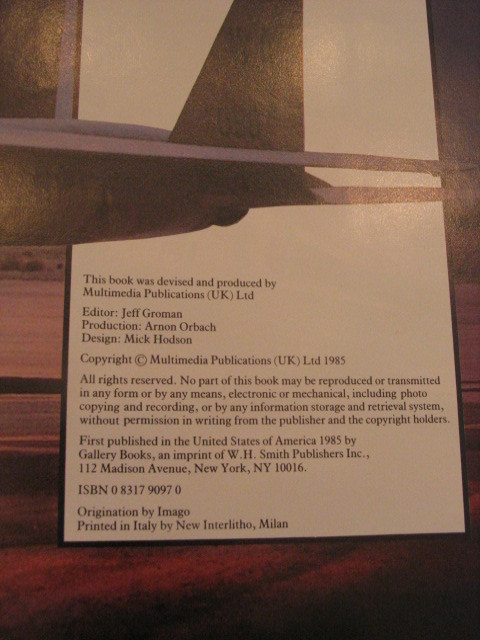 This book was devised and produced by
Multimedia Publications (UK) Ltd
Editor: Jeff Groman
Production: Arnon Orbach
Design: Mick Hodson
Copyright © Multimedia Publications (UK) Ltd 1985
All rights reserved. No part of this book may be reproduced or transmitted
in any form or by any means, electronic or mechanical, including photo
copying and recording, or by any information storage and retrieval system,
without permission in writing from the publisher and the copyright holders.
First published in the United States of America 1985 by
Gallery Books, an imprint of W.H. Smith Publishers Inc.,
112 Madison Avenue, New York, NY 10016.
ISBN 0 8317 9097 0
Origination by Imago
Printed in Italy by New Interlitho, Milan